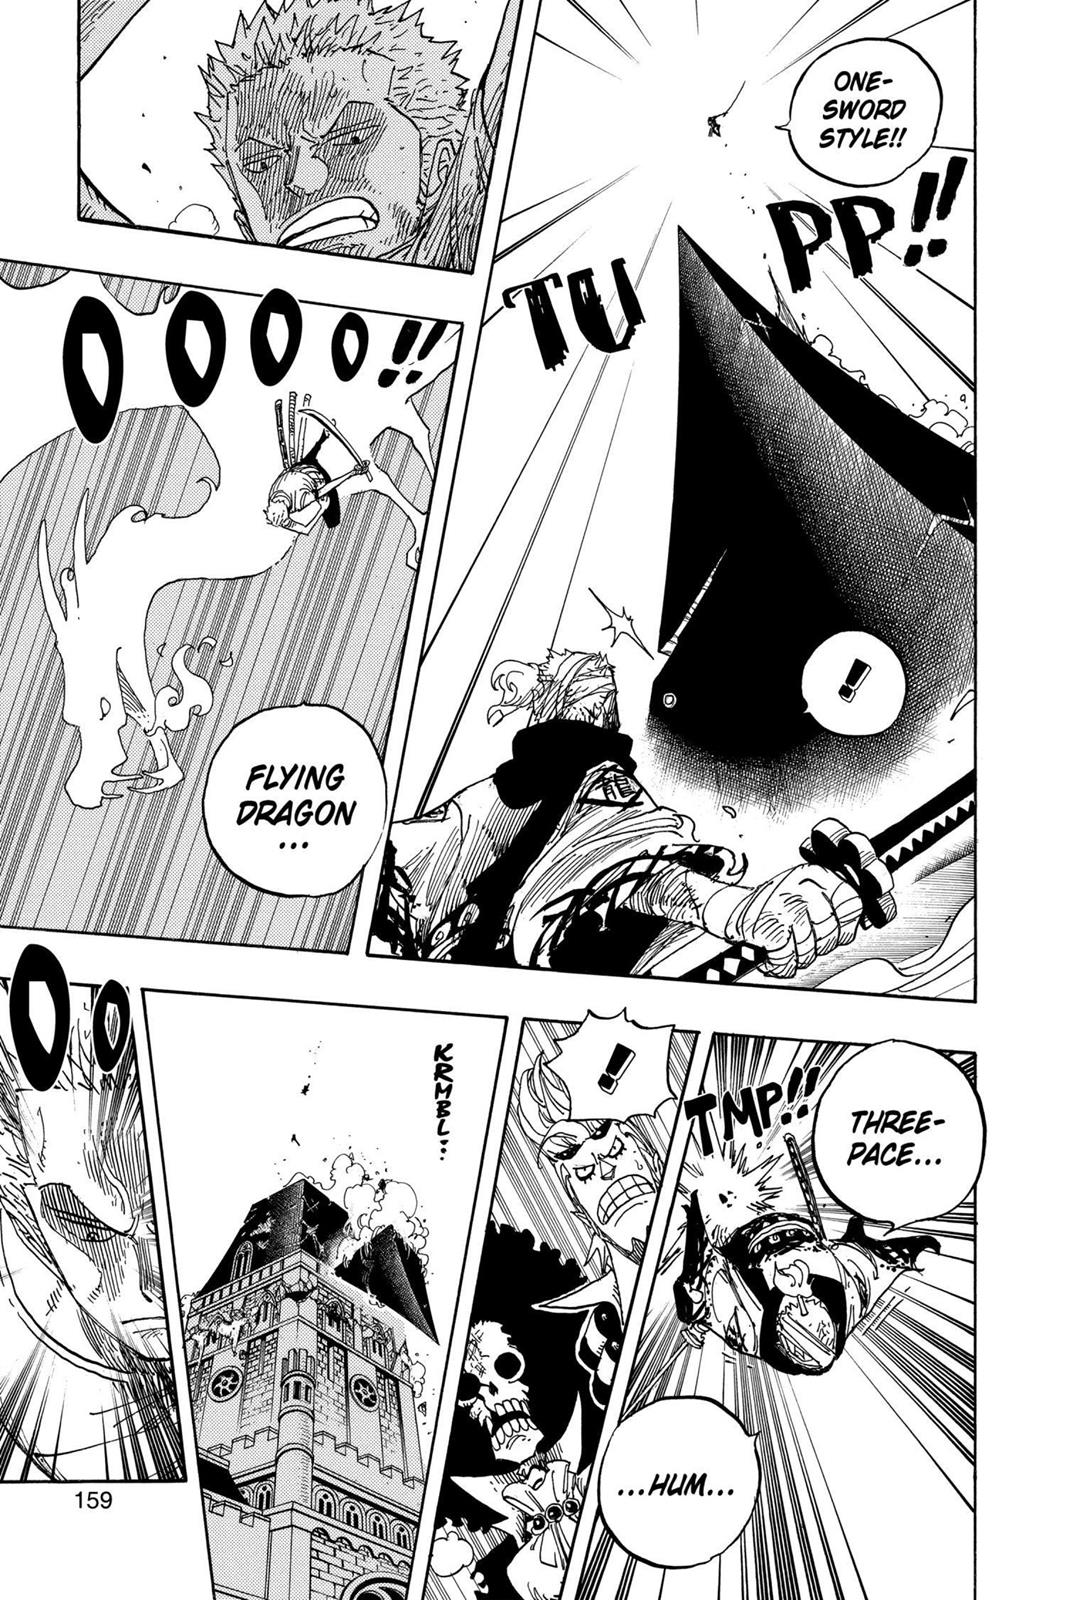 ONE-
SWORD
STYLE!!
TU
PP!!
!
OOOO!!
FLYING
DRAGON
...
THREE-
PACE...
TMP!!
...HUM...
!
KRMBL...
OO
159